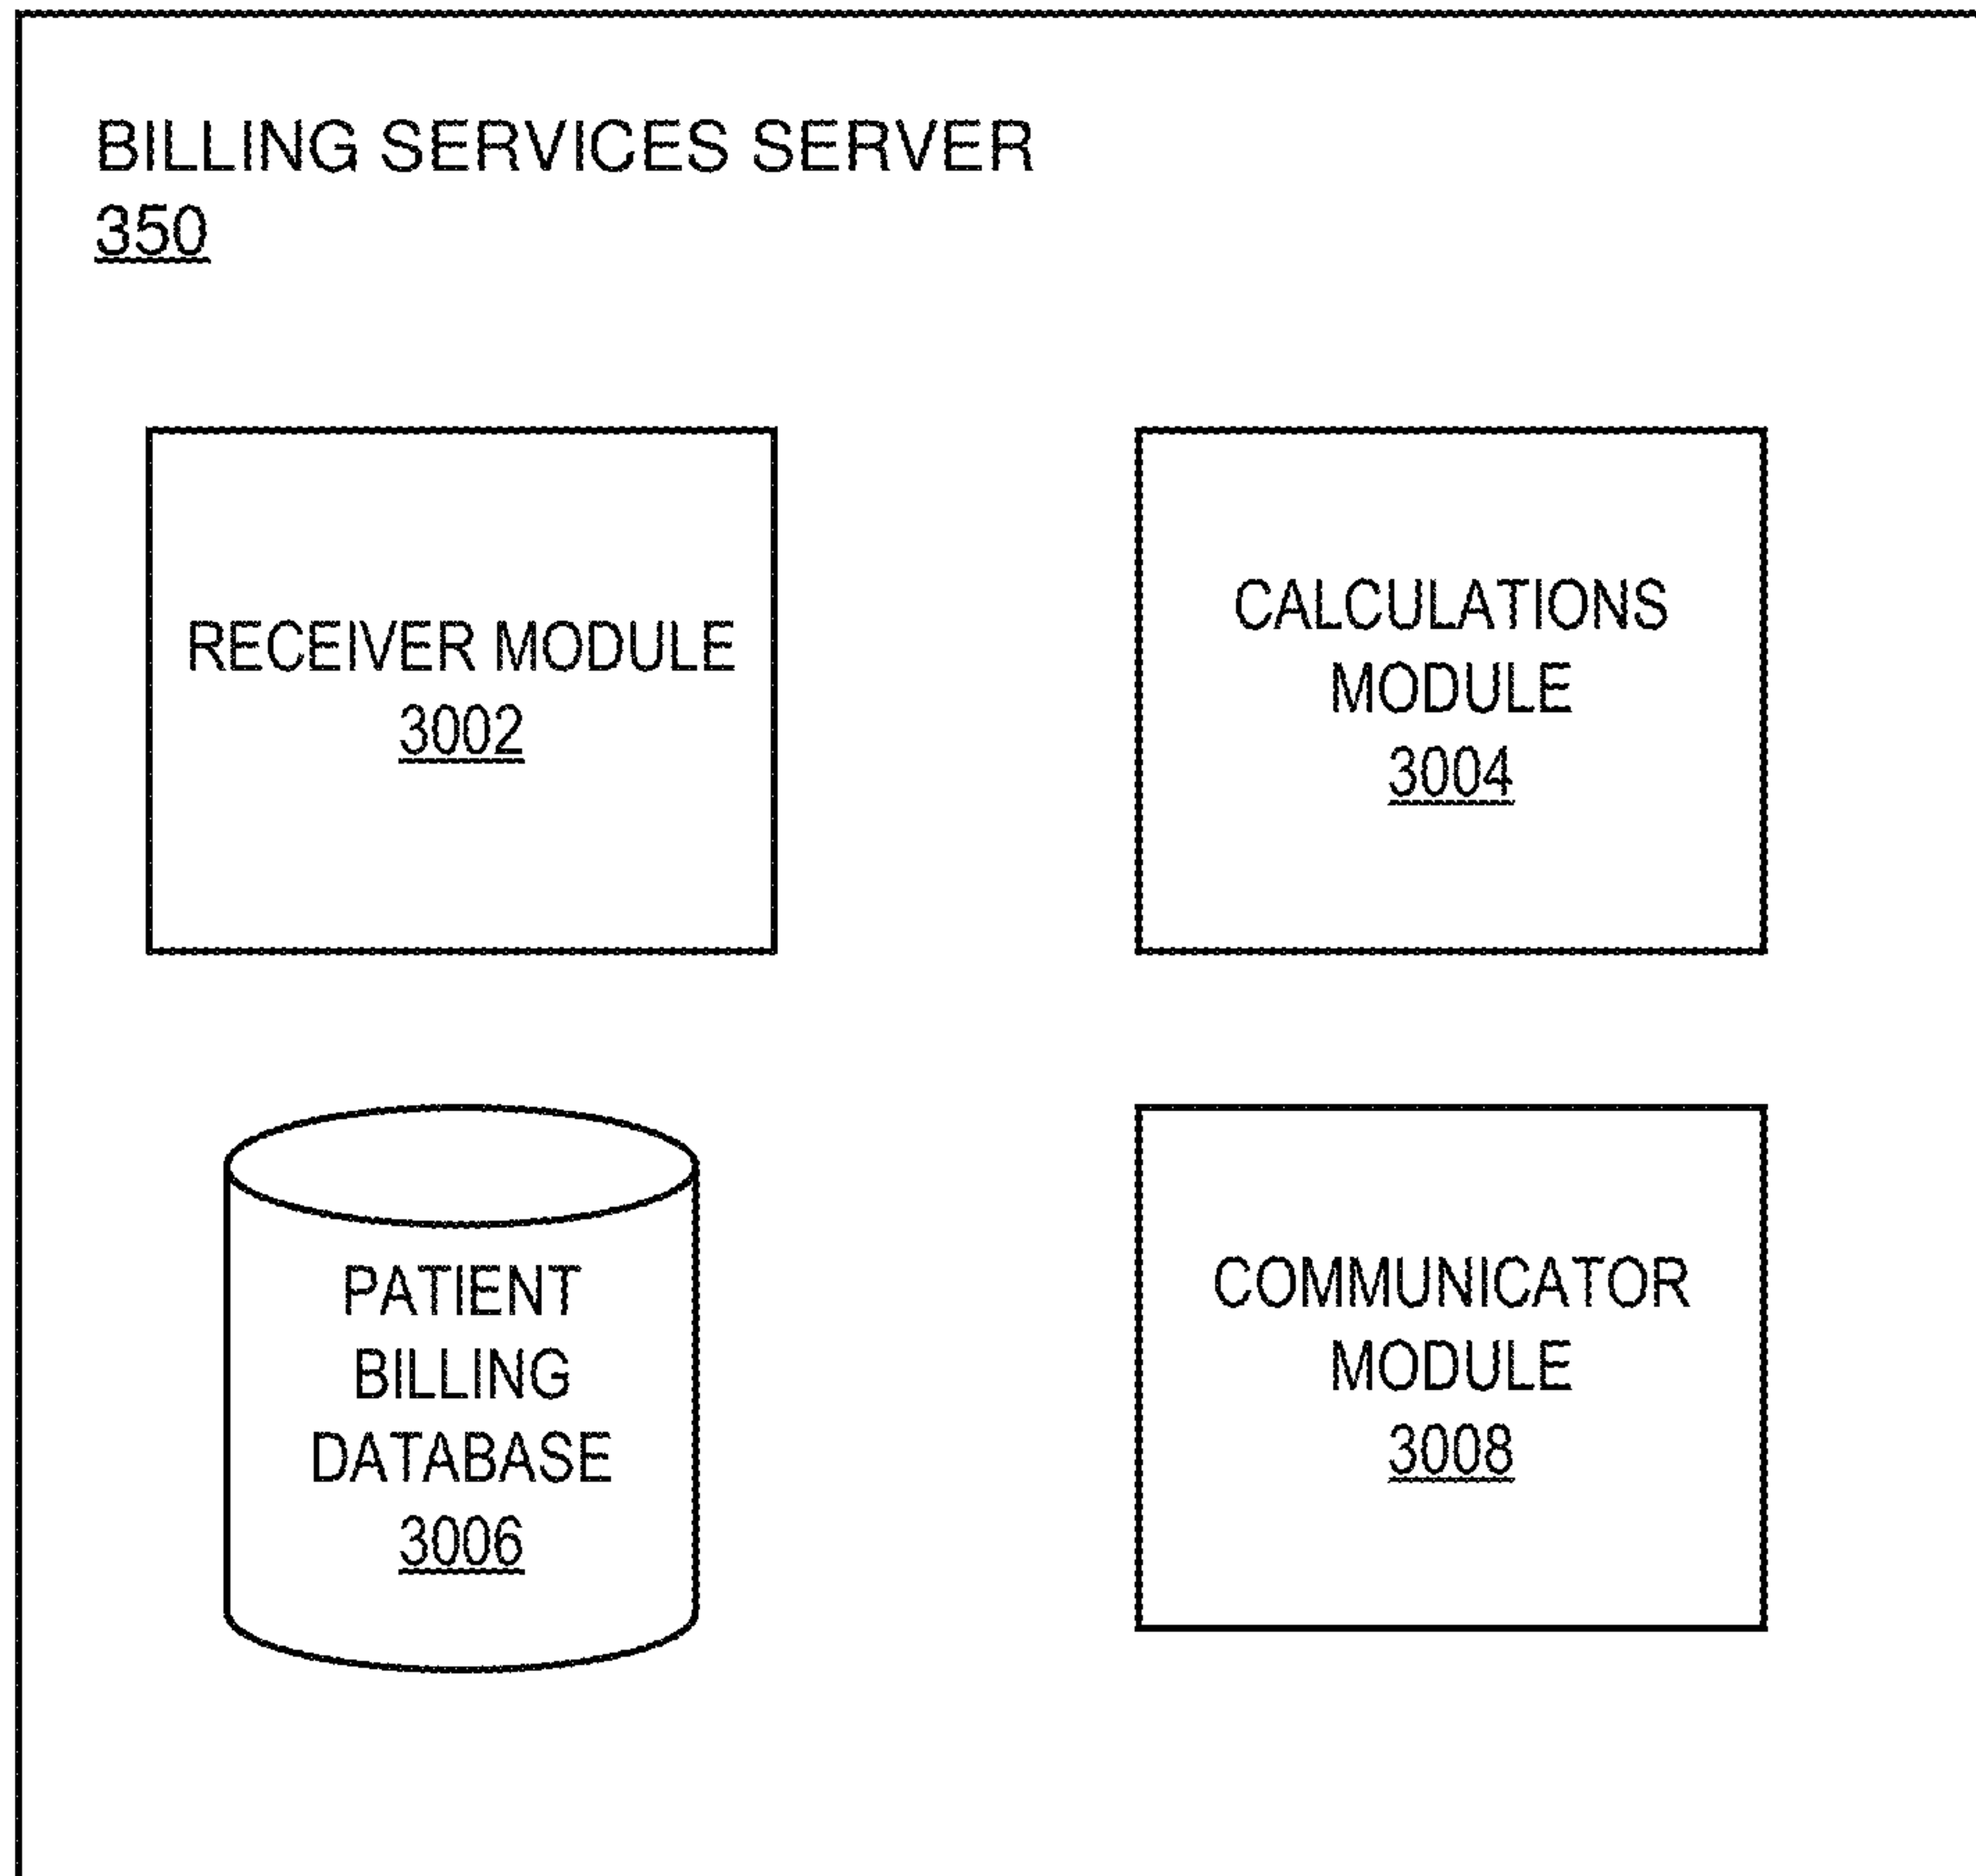 BILLING SERVICES SERVER
350
RECEIVER MODULE
3002
CALCULATIONS
MODULE
3004
PATIENT
BILLING
DATABASE
3006
COMMUNICATOR
MODULE
3008